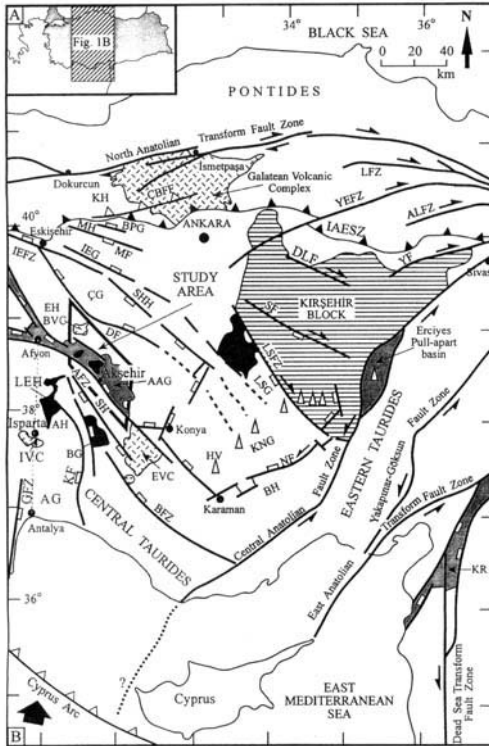 A
Fig. 1B
34°
36°
BLACK SEA
N
0 20 40
km
PONTIDES
North Anatolian Transform Fault Zone
İsmetpaşa
Dokurcun
CBFF
Galatean Volcanic
Complex
LFZ
KH
YEFZ
ALFZ
40°
MH
BPG
ANKARA
IAESZ
Eskişehir
MF
IEFZ
IEG
DLF
YF
Sivas
STUDY
AREA
ÇG
SHH
SF
KIRŞEHİR
BLOCK
EH
BVG
DF
Erciyes
Pull-apart
basin
Afyon
Akşehir
LSFZ
AAG
LSG
LEH
AFZ
SH
38°
Isparta
AH
Konya
KNG
IVC
BG
EVC
HV
NF
KF
BH
GFZ
AG
BFZ
Karaman
Antalya
CENTRAL TAURIDES
Central Anatolian Fault Zone
EASTERN TAURIDES
Yakapınar-Göksun Fault Zone
East Anatolian Transform Fault Zone
KR
36°
?
Cyprus Arc
Cyprus
EAST
MEDITERRANEAN
SEA
Dead Sea Transform
Fault Zone
B